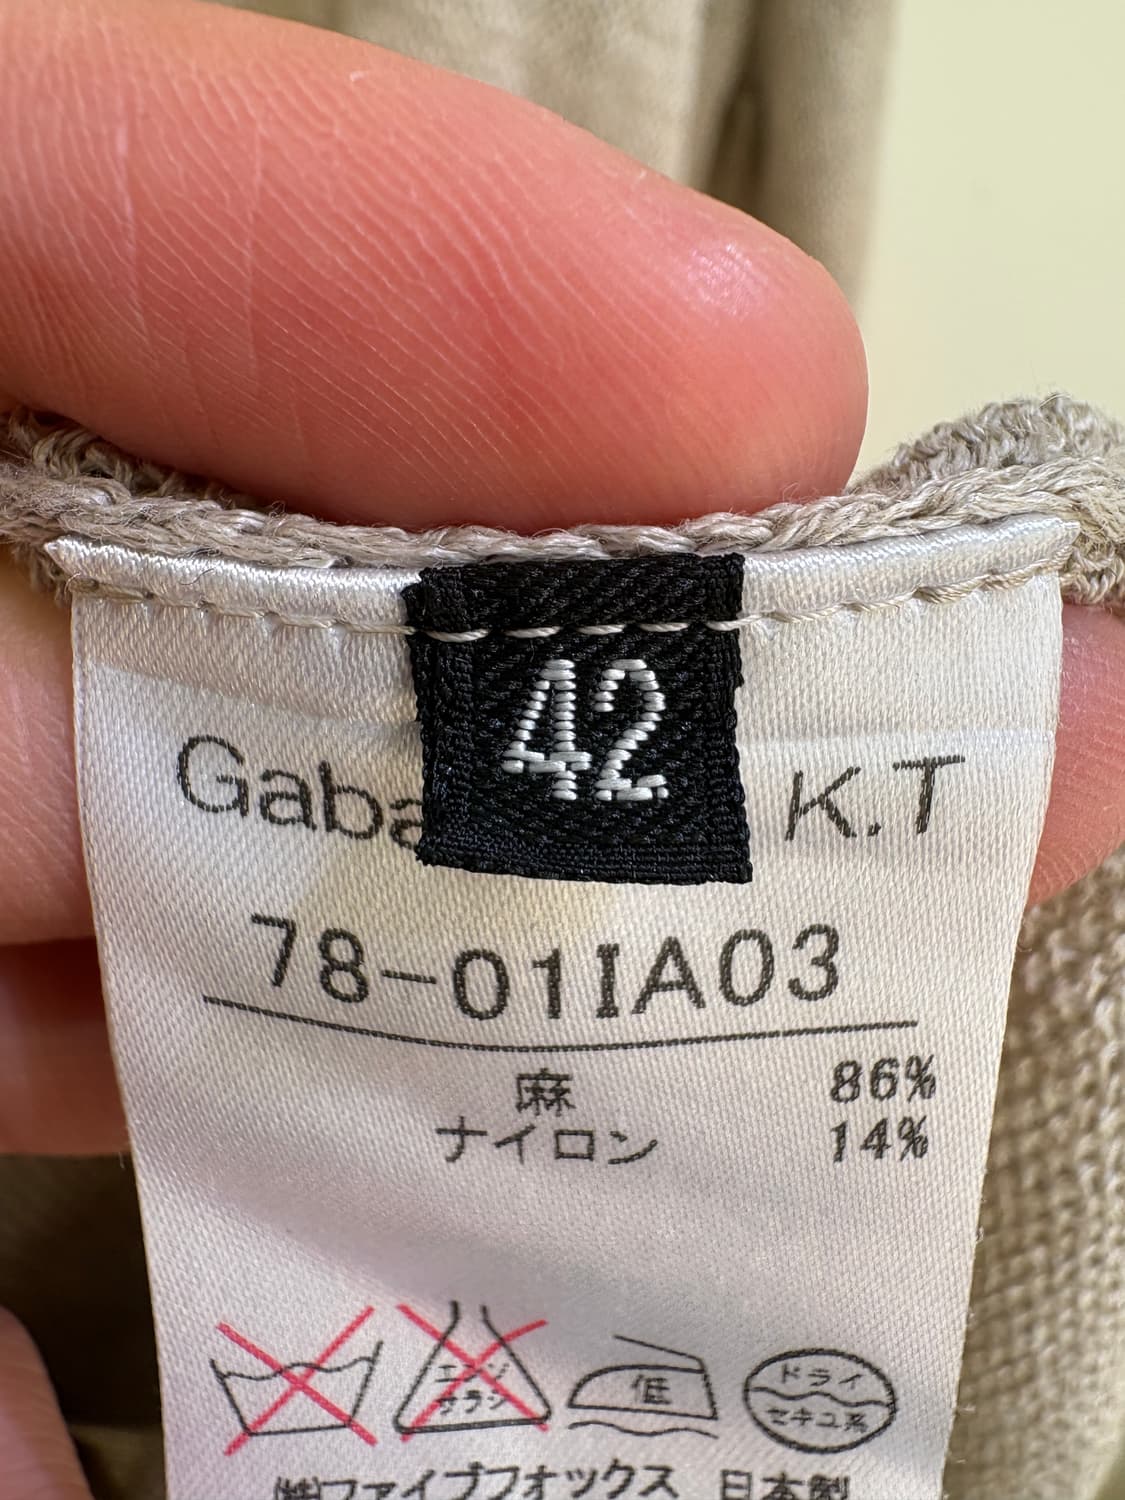 42
Gaba K.T
78-01IA03
麻 86%
ナイロン 14%
エンソ
サラシ
低
ドライ
セキユ系
㈱ファイブフォックス 日本製